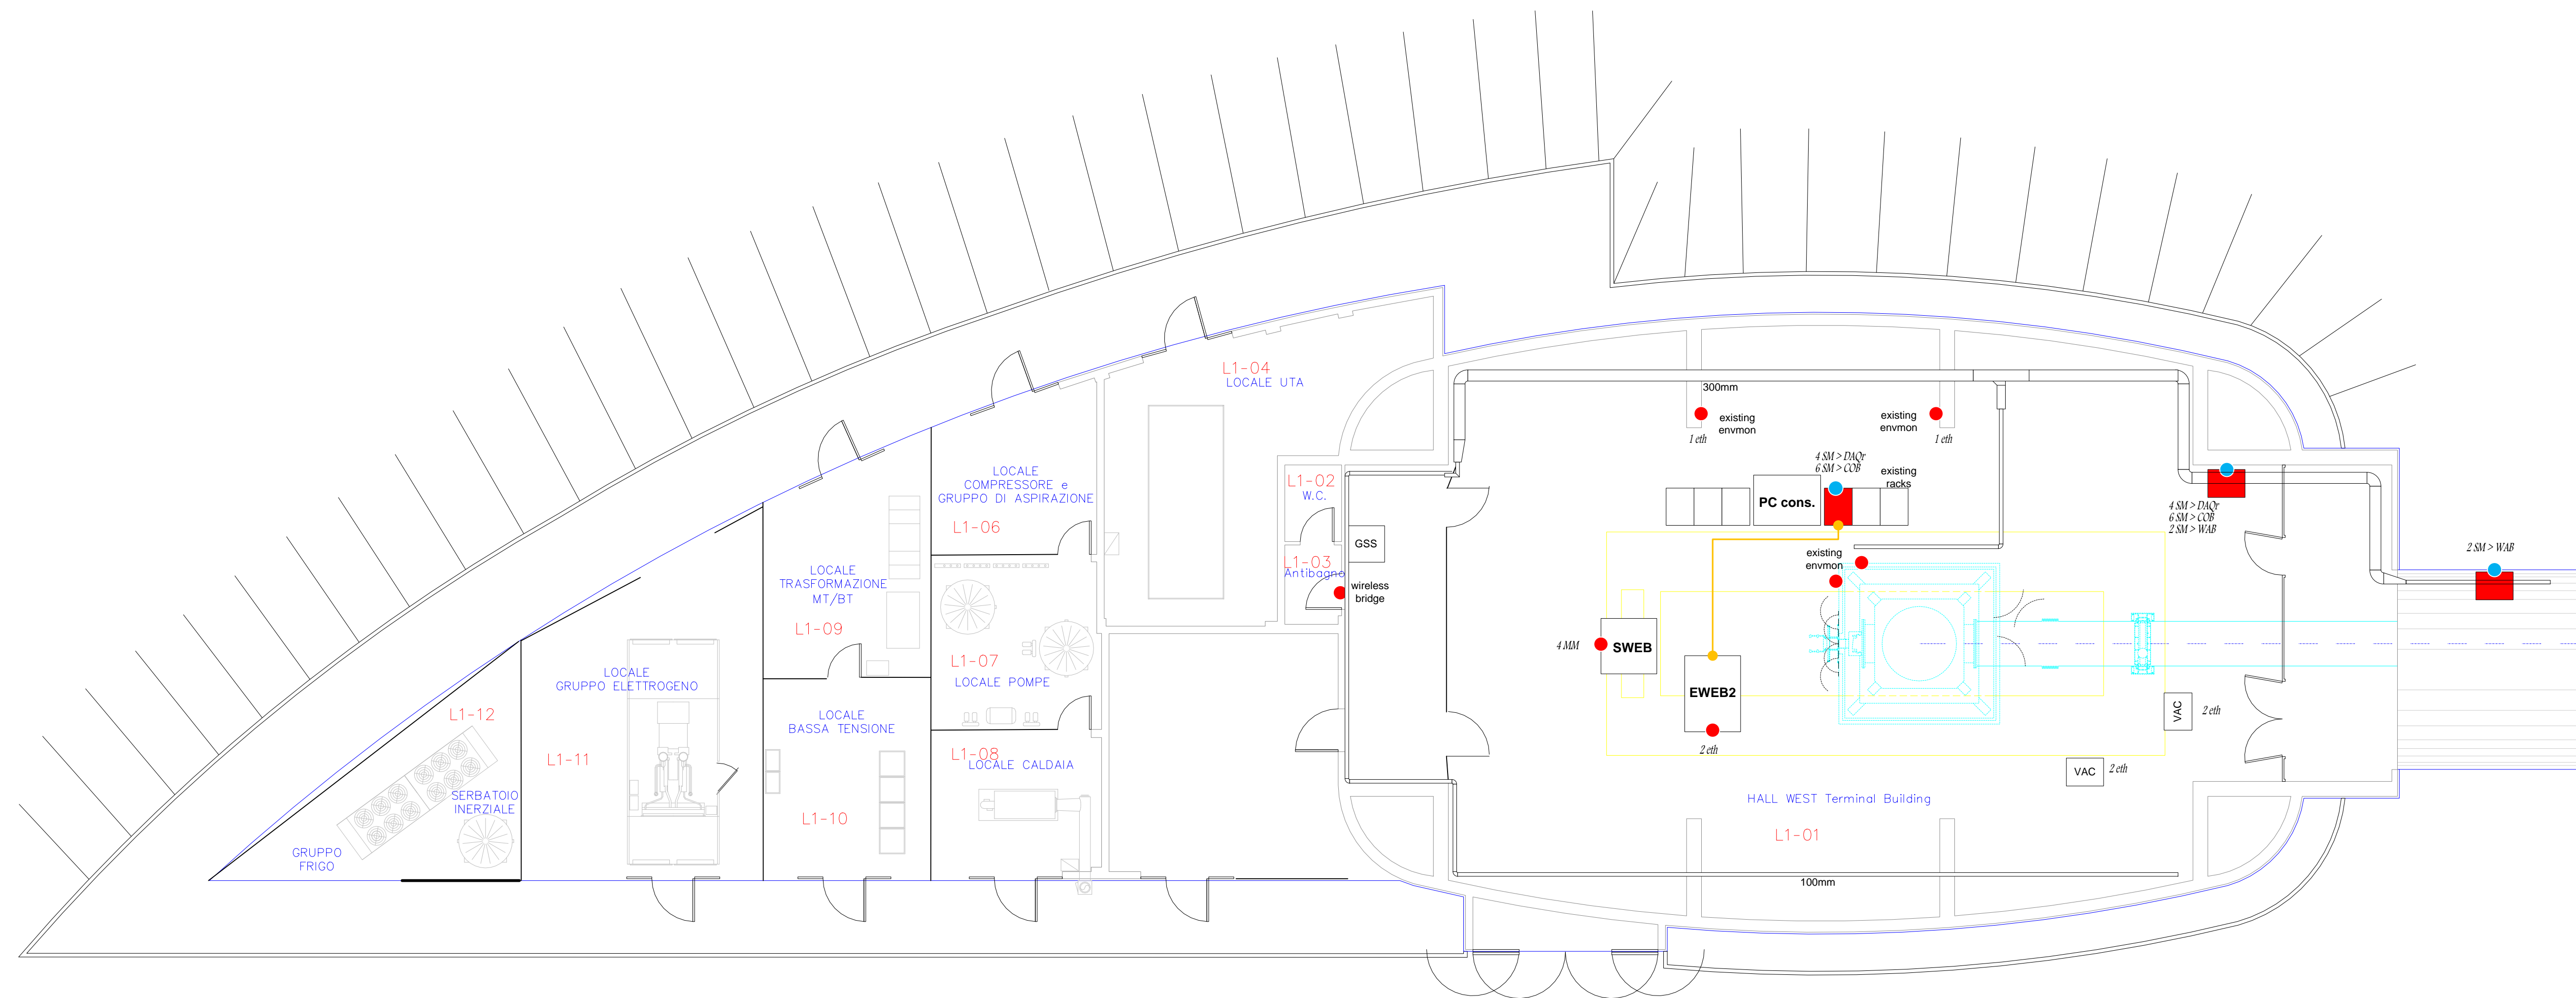 L1-04
LOCALE UTA
300mm
existing
envmon
1 eth
existing
envmon
1 eth
4 SM > DAQr
6 SM > COB
existing
racks
PC cons.
LOCALE
COMPRESSORE e
GRUPPO DI ASPIRAZIONE
L1-06
L1-02
W.C.
GSS
L1-03
Antibagno
wireless
bridge
4 SM > DAQr
6 SM > COB
2 SM > WAB
2 SM > WAB
existing
envmon
LOCALE
TRASFORMAZIONE
MT/BT
L1-09
L1-07
LOCALE POMPE
4 MM
SWEB
EWEB2
2 eth
LOCALE
GRUPPO ELETTROGENO
L1-11
L1-12
SERBATOIO
INERZIALE
GRUPPO
FRIGO
LOCALE
BASSA TENSIONE
L1-10
L1-08
LOCALE CALDAIA
VAC
2 eth
VAC
2 eth
HALL WEST Terminal Building
L1-01
100mm